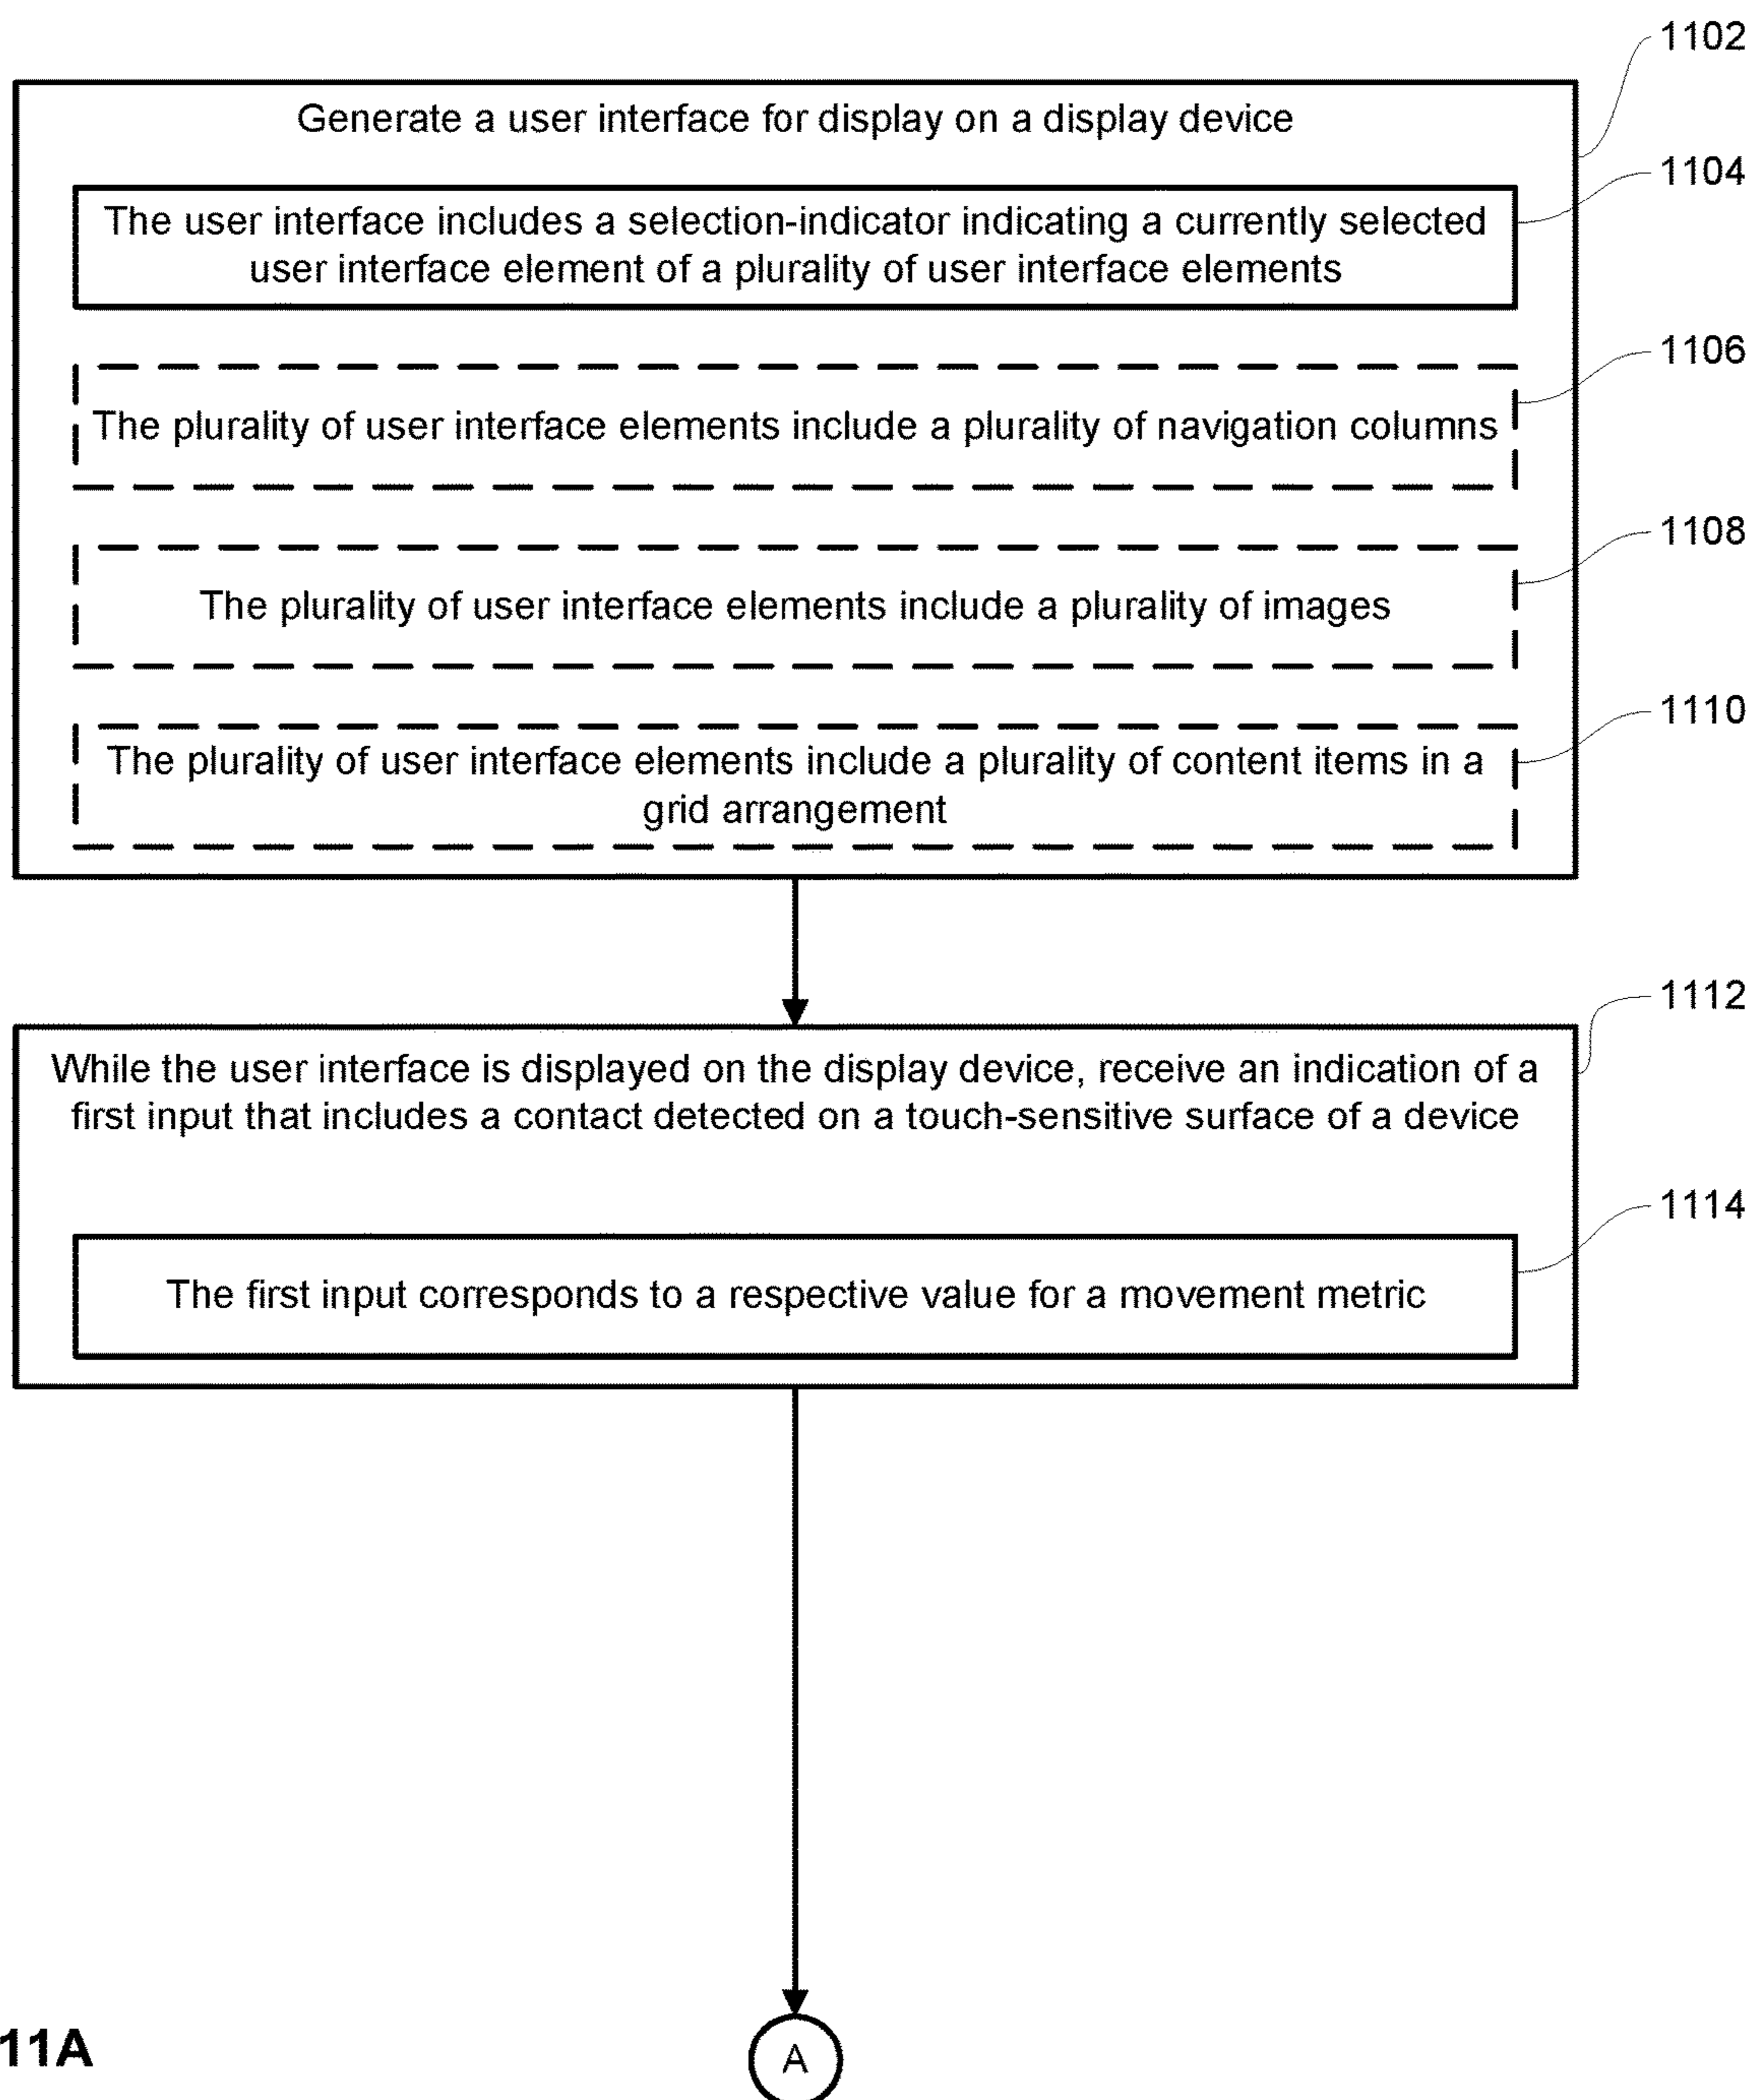 1102
Generate a user interface for display on a display device
1104
The user interface includes a selection-indicator indicating a currently selected
user interface element of a plurality of user interface elements
1106
The plurality of user interface elements include a plurality of navigation columns
1108
The plurality of user interface elements include a plurality of images
1110
The plurality of user interface elements include a plurality of content items in a
grid arrangement
1112
While the user interface is displayed on the display device, receive an indication of a
first input that includes a contact detected on a touch-sensitive surface of a device
1114
The first input corresponds to a respective value for a movement metric
11A
A